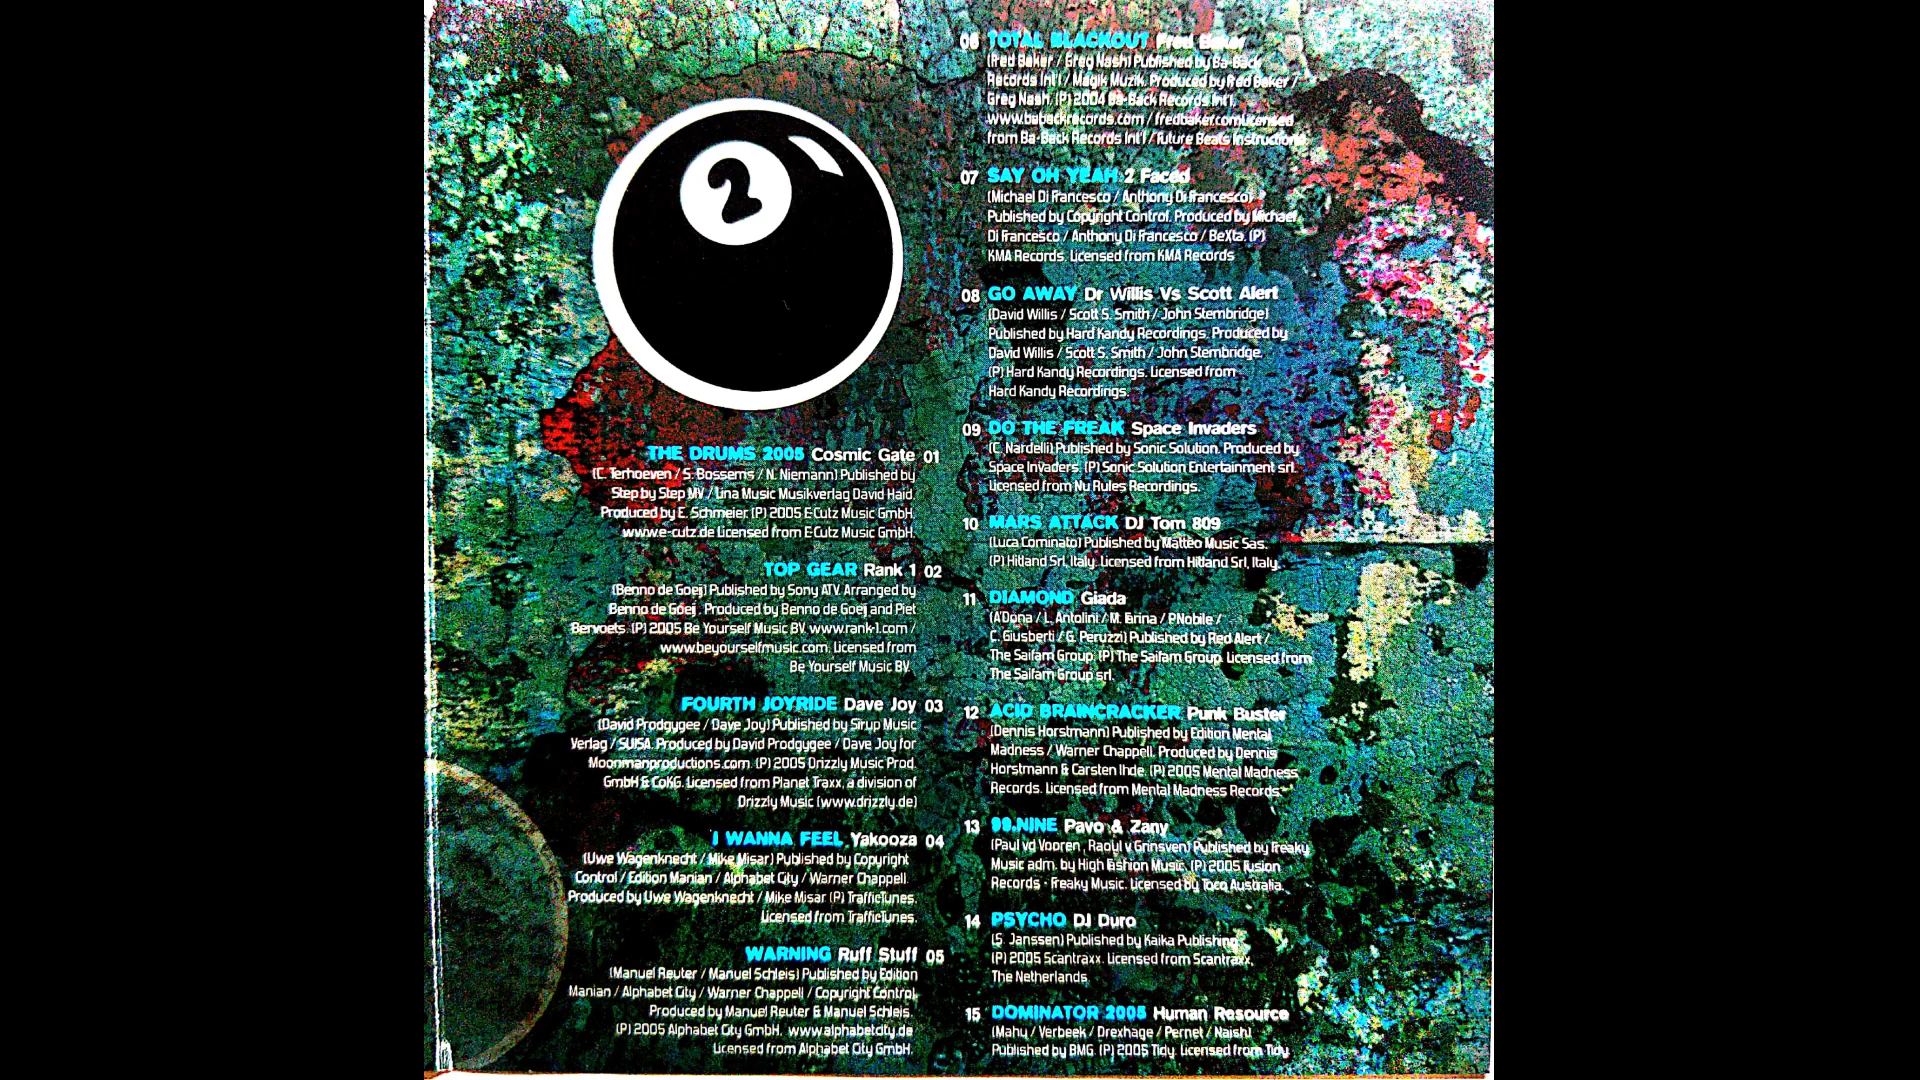 2
THE DRUMS 2005 Cosmic Gate 01
(C. Terhoeven / S. Bossems / N. Niemann) Published by
Step by Step MV / Lina Music Musikverlag David Haid.
Produced by E. Schmeier. (P) 2005 E-Cutz Music GmbH.
www.e-cutz.de Licensed from E-Cutz Music GmbH.
TOP GEAR Rank 1 02
(Benno de Goeij) Published by Sony ATV. Arranged by
Benno de Goeij. Produced by Benno de Goeij and Piet
Bervoets. (P) 2005 Be Yourself Music BV. www.rank-1.com /
www.beyourselfmusic.com. Licensed from
Be Yourself Music BV.
FOURTH JOYRIDE Dave Joy 03
(David Prodgygee / Dave Joy) Published by Sirup Music
Verlag / SUISA. Produced by David Prodgygee / Dave Joy for
Moonmanproductions.com. (P) 2005 Drizzly Music Prod.
GmbH & CoKG. Licensed from Planet Traxx, a division of
Drizzly Music (www.drizzly.de)
I WANNA FEEL Yakooza 04
(Uwe Wagenknecht / Mike Misar) Published by Copyright
Control / Edition Manian / Alphabet City / Warner Chappell.
Produced by Uwe Wagenknecht / Mike Misar (P) TrafficTunes.
Licensed from TrafficTunes.
WARNING Ruff Stuff 05
(Manuel Reuter / Manuel Schleis) Published by Edition
Manian / Alphabet City / Warner Chappell / Copyright Control.
Produced by Manuel Reuter & Manuel Schleis.
(P) 2005 Alphabet City GmbH. www.alphabetcity.de
Licensed from Alphabet City GmbH.
06 TOTAL BLACKOUT Fred Baker
(Fred Baker / Greg Nash) Published by Ba-Back
Records Int'l / Magik Muzik. Produced by Fred Baker /
Greg Nash. (P) 2004 Ba-Back Records Int'l.
www.babackrecords.com / fredbaker.com Licensed
from Ba-Back Records Int'l / Future Beats Instructions
07 SAY OH YEAH 2 Faced
(Michael Di Francesco / Anthony Di Francesco)
Published by Copyright Control. Produced by Michael
Di Francesco / Anthony Di Francesco / BeXta. (P)
KMA Records. Licensed from KMA Records
08 GO AWAY Dr Willis Vs Scott Alert
(David Willis / Scott S. Smith / John Stembridge)
Published by Hard Kandy Recordings. Produced by
David Willis / Scott S. Smith / John Stembridge.
(P) Hard Kandy Recordings. Licensed from
Hard Kandy Recordings.
09 DO THE FREAK Space Invaders
(C. Nardelli) Published by Sonic Solution. Produced by
Space Invaders. (P) Sonic Solution Entertainment srl.
Licensed from Nu Rules Recordings.
10 MARS ATTACK DJ Tom 809
(Luca Cominato) Published by Matteo Music Sas.
(P) Hitland Srl, Italy. Licensed from Hitland Srl, Italy.
11 DIAMOND Giada
(A'Dona / L. Antolini / M. Farina / P.Nobile /
C. Giusberti / G. Peruzzi) Published by Red Alert /
The Saifam Group. (P) The Saifam Group. Licensed from
The Saifam Group srl.
12 ACID BRAINCRACKER Punk Buster
(Dennis Horstmann) Published by Edition Mental
Madness / Warner Chappell. Produced by Dennis
Horstmann & Carsten Ihde. (P) 2005 Mental Madness
Records. Licensed from Mental Madness Records.
13 99.NINE Pavo & Zany
(Paul vd Vooren, Raoul v Grinsven) Published by Freaky
Music adm. by High Fashion Music. (P) 2005 Fusion
Records - Freaky Music. Licensed by Toco Australia.
14 PSYCHO DJ Duro
(S. Janssen) Published by Kaika Publishing
(P) 2005 Scantraxx. Licensed from Scantraxx,
The Netherlands
15 DOMINATOR 2005 Human Resource
(Mahu / Verbeek / Drexhage / Pernet / Naish)
Published by BMG. (P) 2005 Tidy. Licensed from Tidy.